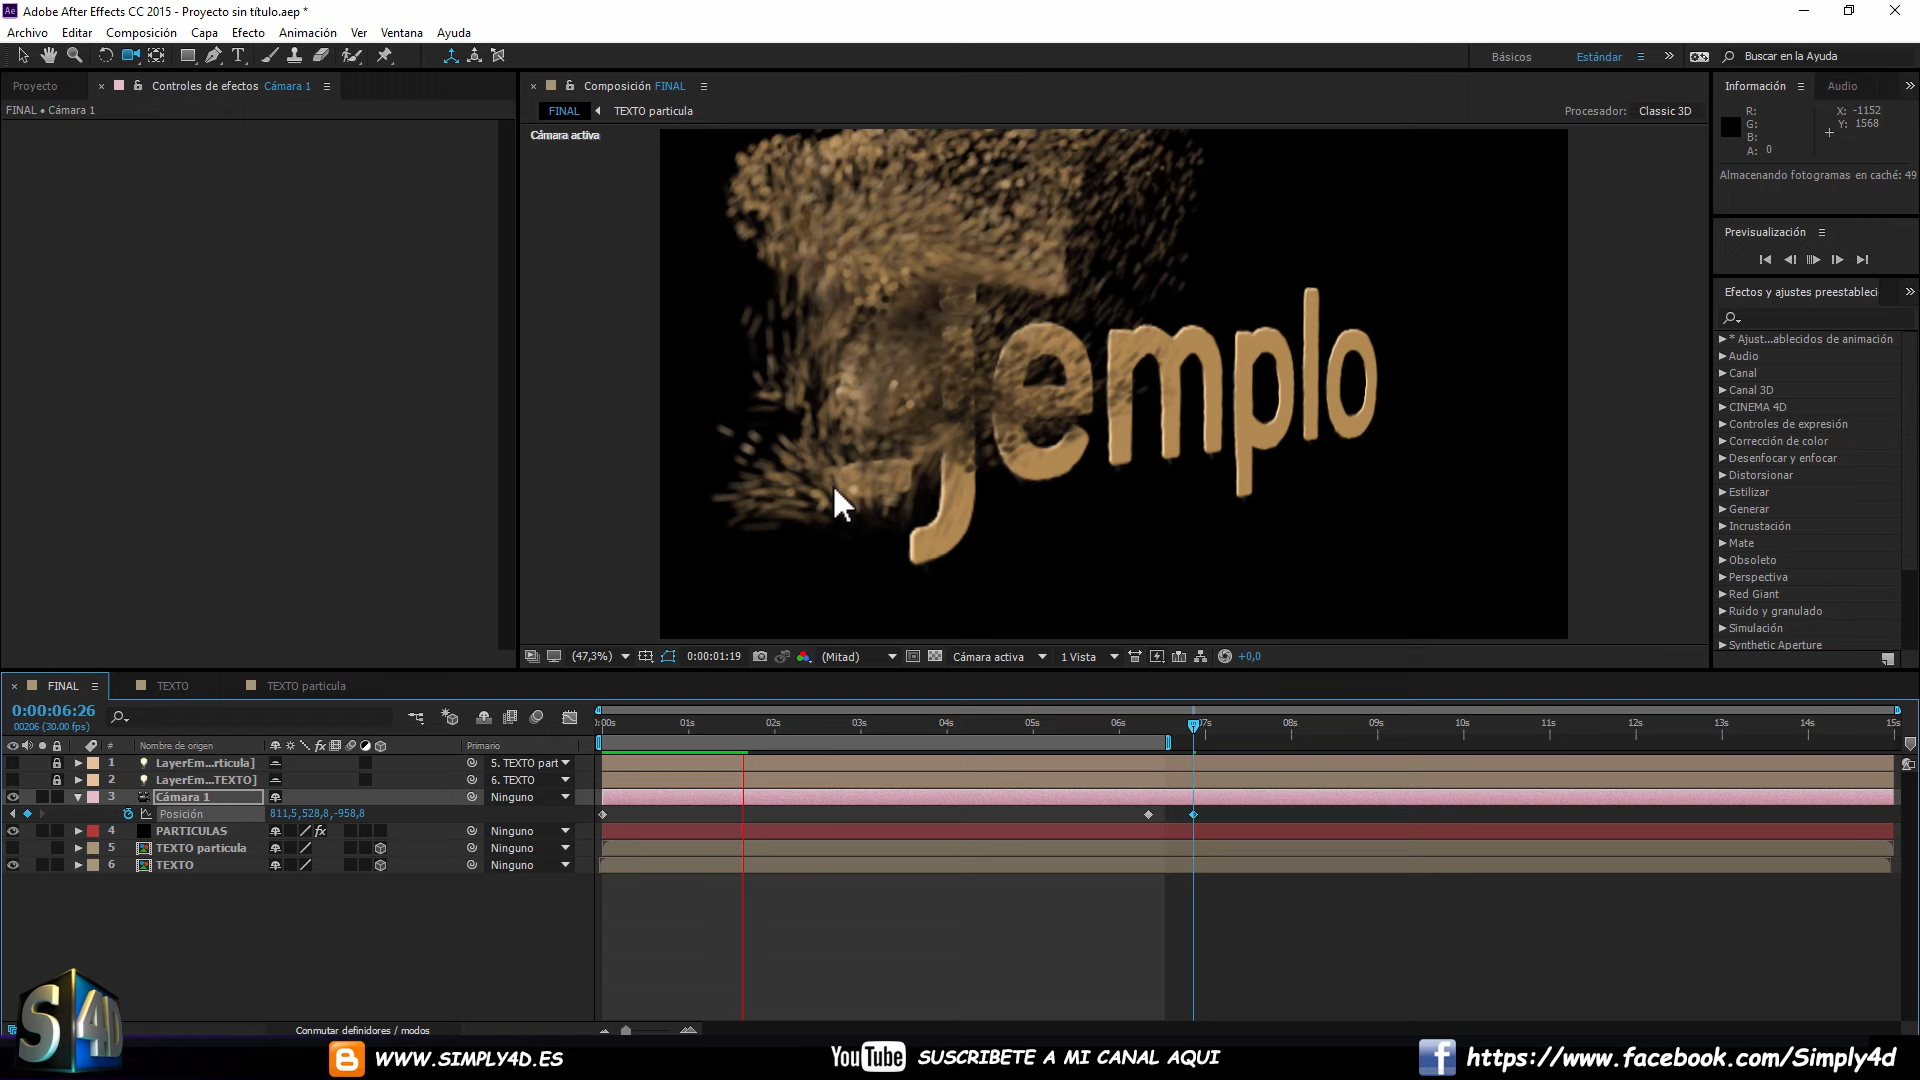 Ae Adobe After Effects CC 2015 - Proyecto sin título.aep *
Archivo Editar Composición Capa Efecto Animación Ver Ventana Ayuda
T Básicos Estándar Buscar en la Ayuda
Proyecto Controles de efectos Cámara 1
FINAL • Cámara 1
Composición FINAL
FINAL TEXTO particula
Procesador: Classic 3D
Cámara activa
jemplo
(47,3%) 0:00:01:19 (Mitad) Cámara activa 1 Vista +0,0
Información Audio
R: X: -1152
G: Y: 1568
B:
A: 0
Almacenando fotogramas en caché: 49
Previsualización
Efectos y ajustes preestableci
* Ajust...ablecidos de animación
Audio
Canal
Canal 3D
CINEMA 4D
Controles de expresión
Corrección de color
Desenfocar y enfocar
Distorsionar
Estilizar
Generar
Incrustación
Mate
Obsoleto
Perspectiva
Red Giant
Ruido y granulado
Simulación
Synthetic Aperture
FINAL TEXTO TEXTO particula
0:00:06:26
00206 (30.00 fps)
:00s 01s 02s 03s 04s 05s 06s 07s 08s 09s 10s 11s 12s 13s 14s 15s
# Nombre de origen fx Primario
1 LayerEm...rticula] 5. TEXTO part
2 LayerEm...TEXTO] 6. TEXTO
3 Cámara 1 Ninguno
Posición 811,5,528,8,-958,8
4 PARTICULAS fx Ninguno
5 TEXTO particula Ninguno
6 TEXTO Ninguno
Conmutar definidores / modos
S4D
WWW.SIMPLY4D.ES
YouTube SUSCRIBETE A MI CANAL AQUI
f https://www.facebook.com/Simply4d